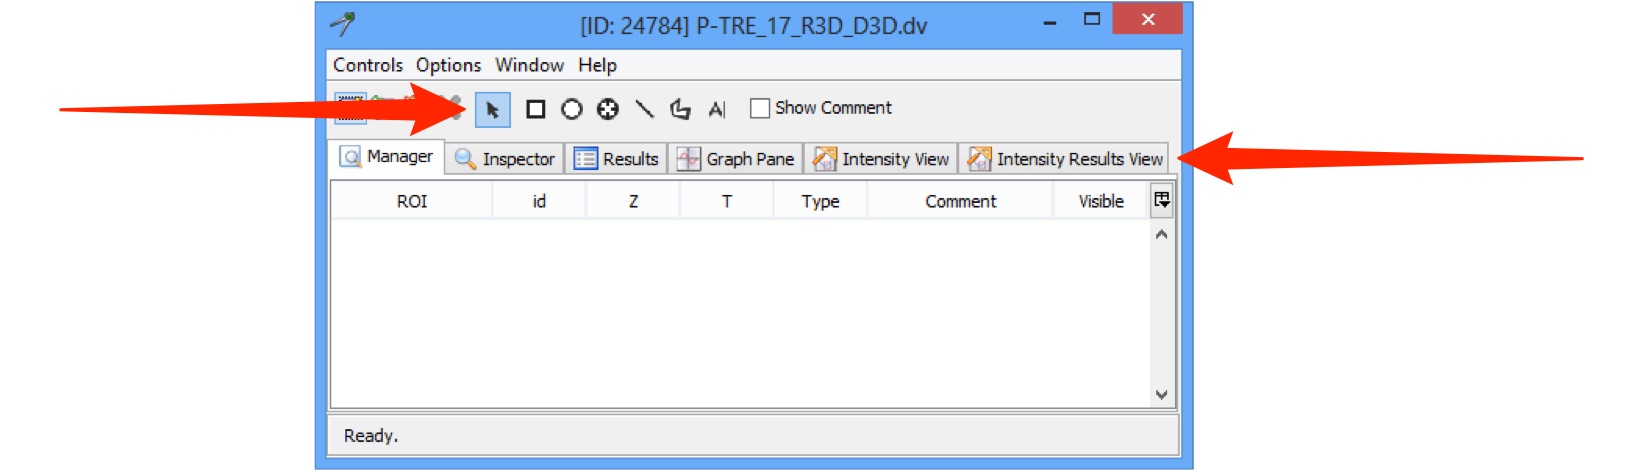 [ID: 24784] P-TRE_17_R3D_D3D.dv
Controls Options Window Help
A Show Comment
Manager Inspector Results Graph Pane Intensity View Intensity Results View
ROI id Z T Type Comment Visible
Ready.